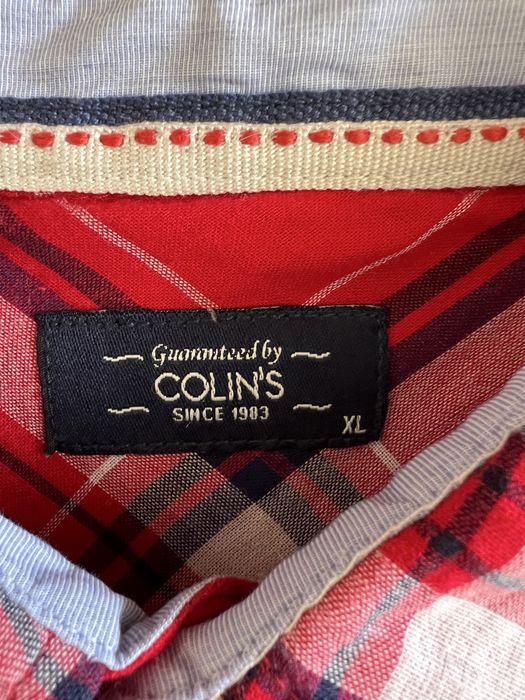 Guaranteed by
COLIN'S
SINCE 1983
XL